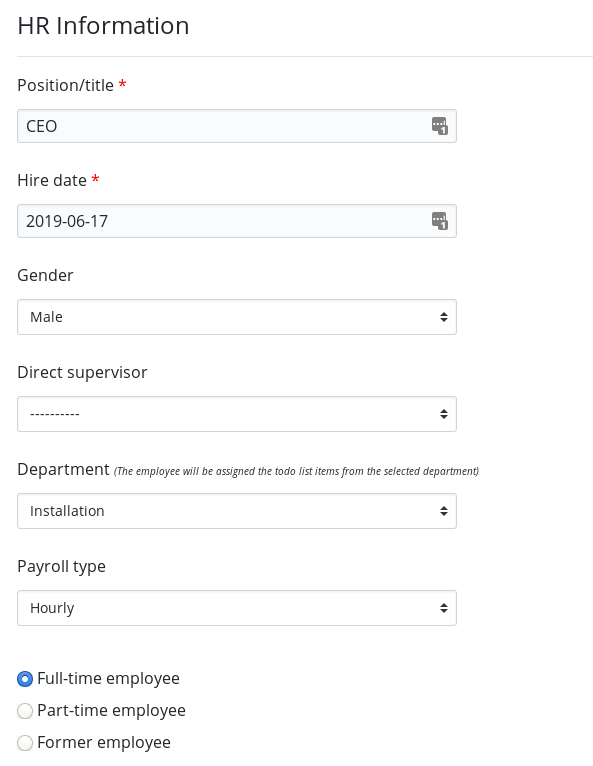 HR Information
Position/title *
CEO
Hire date *
2019-06-17
Gender
Male
Direct supervisor
----------
Department (The employee will be assigned the todo list items from the selected department)
Installation
Payroll type
Hourly
Full-time employee
Part-time employee
Former employee